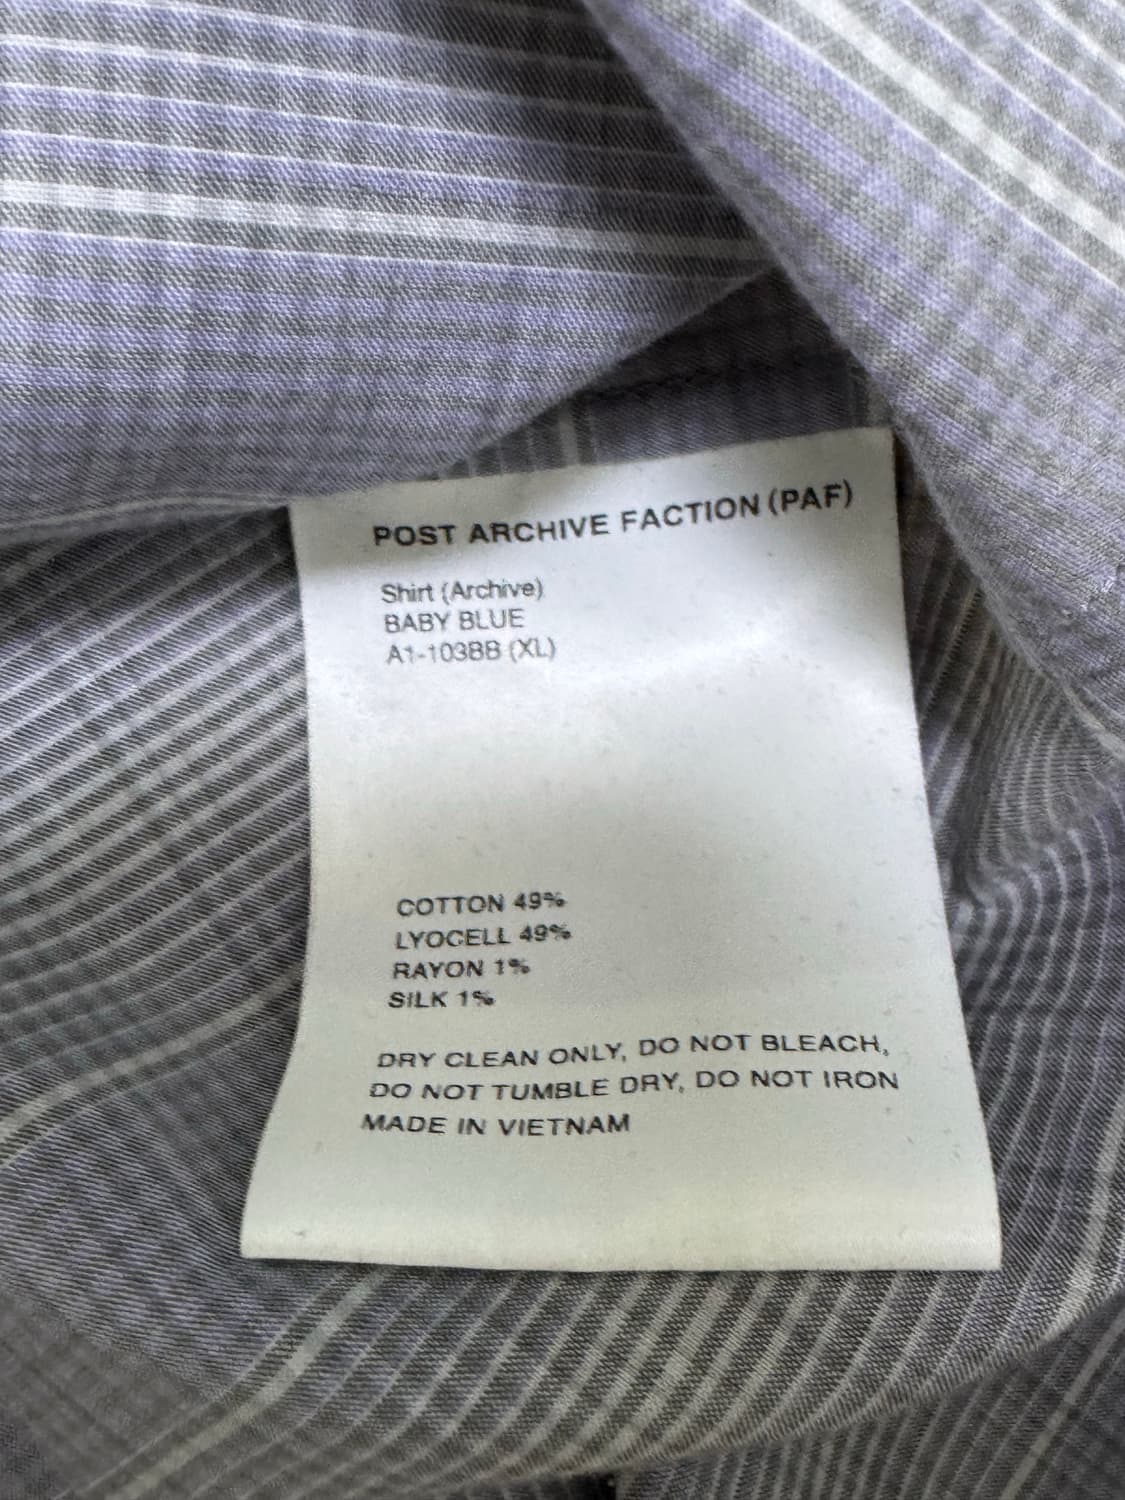 POST ARCHIVE FACTION (PAF)
Shirt (Archive)
BABY BLUE
A1-103BB (XL)
COTTON 49%
LYOCELL 49%
RAYON 1%
SILK 1%
DRY CLEAN ONLY, DO NOT BLEACH,
DO NOT TUMBLE DRY, DO NOT IRON
MADE IN VIETNAM